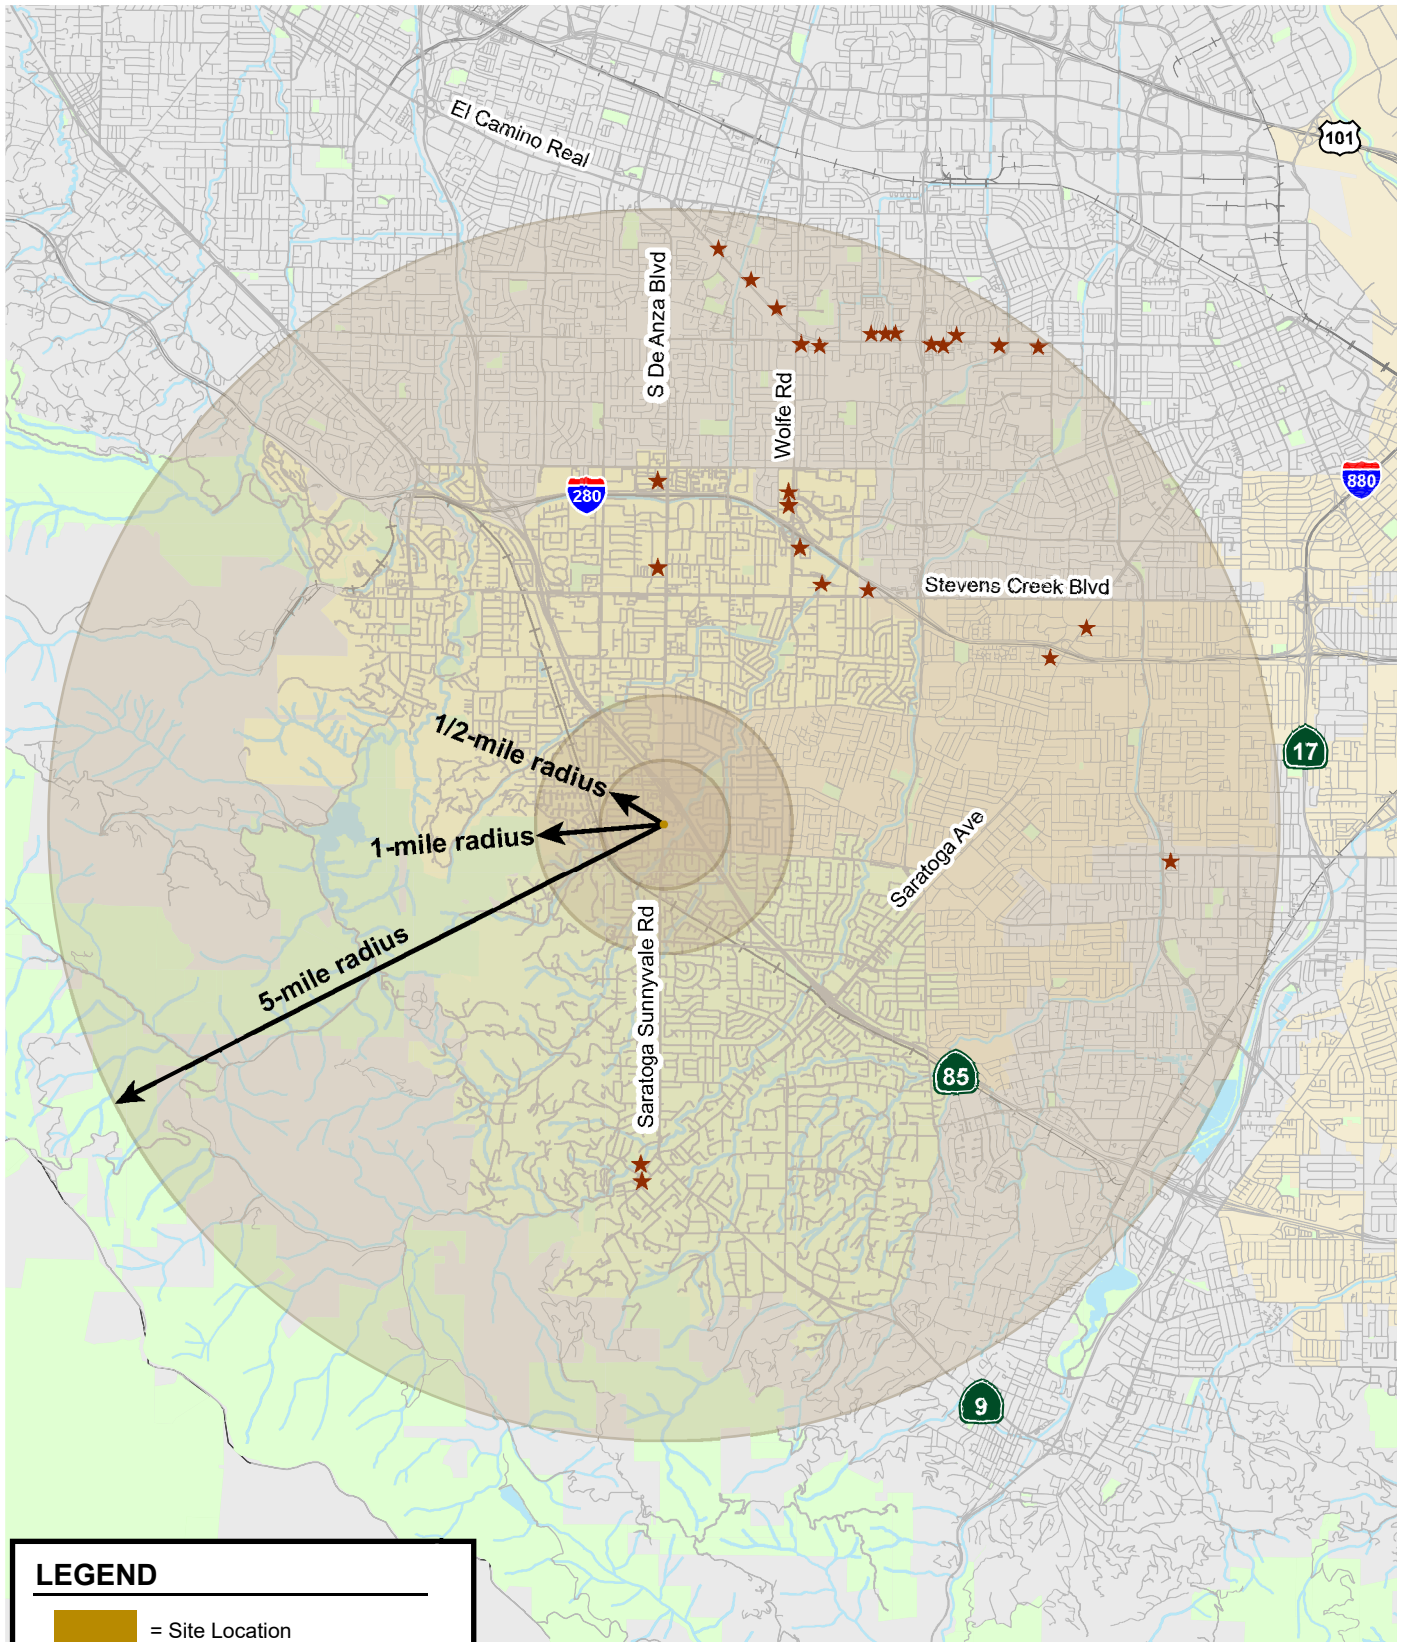 El Camino Real
101
S De Anza Blvd
Wolfe Rd
280
880
Stevens Creek Blvd
1/2-mile radius
17
1-mile radius
Saratoga Ave
5-mile radius
Saratoga Sunnyvale Rd
85
9
LEGEND
= Site Location